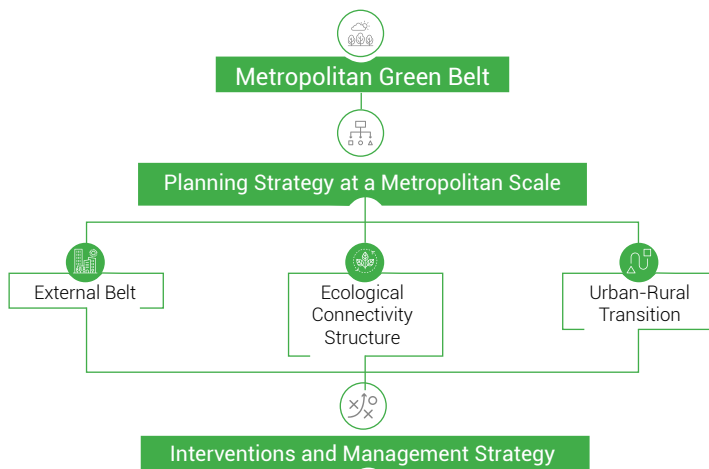 Metropolitan Green Belt
Planning Strategy at a Metropolitan Scale
External Belt
Ecological
Connectivity
Structure
Urban-Rural
Transition
Interventions and Management Strategy